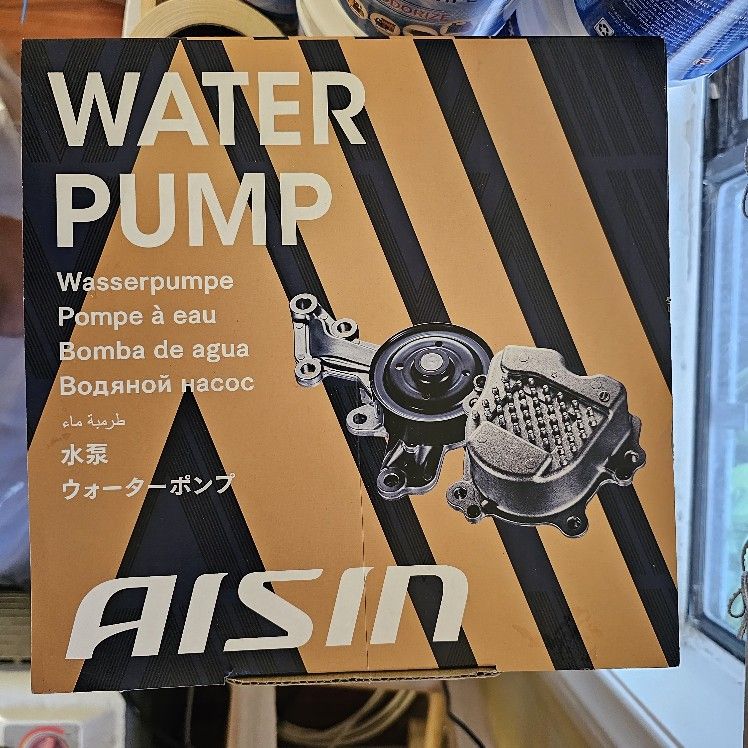 ODORIZE
WATER
PUMP
Wasserpumpe
Pompe à eau
Bomba de agua
Водяной насос
طرمبة ماء
水泵
ウォーターポンプ
AISIN